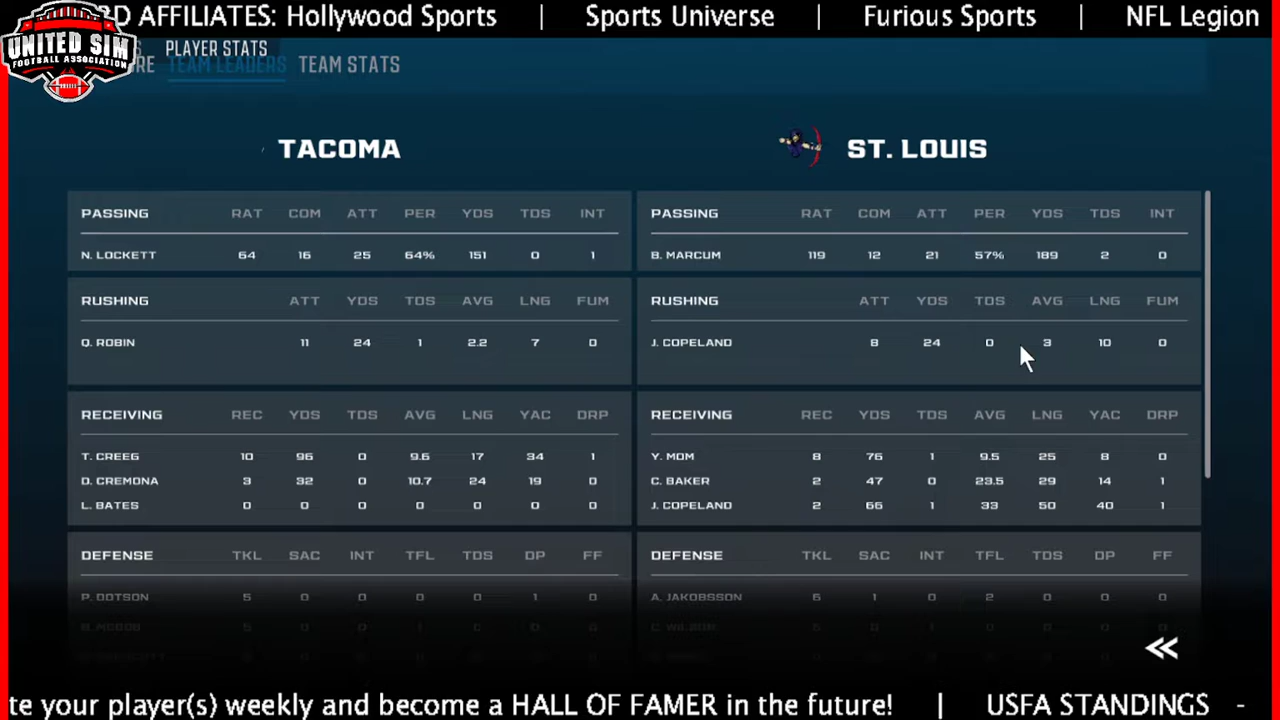 RD AFFILIATES: Hollywood Sports | Sports Universe | Furious Sports | NFL Legion
UNITED SIM
FOOTBALL ASSOCIATION
PLAYER STATS
TEAM LEADERS TEAM STATS
TACOMA
PASSING RAT COM ATT PER YDS TDS INT
N. LOCKETT 64 16 25 64% 151 0 1
RUSHING ATT YDS TDS AVG LNG FUM
Q. ROBIN 11 24 1 2.2 7 0
RECEIVING REC YDS TDS AVG LNG YAC DRP
T. CREEG 10 96 0 9.6 17 34 1
D. CREMONA 3 32 0 10.7 24 19 0
L. BATES 0 0 0 0 0 0 0
DEFENSE TKL SAC INT TFL TDS DP FF
P. DOTSON 5 0 0 0 0 1 0
ST. LOUIS
PASSING RAT COM ATT PER YDS TDS INT
B. MARCUM 119 12 21 57% 189 2 0
RUSHING ATT YDS TDS AVG LNG FUM
J. COPELAND 8 24 0 3 10 0
RECEIVING REC YDS TDS AVG LNG YAC DRP
Y. MOM 8 76 1 9.5 25 8 0
C. BAKER 2 47 0 23.5 29 14 1
J. COPELAND 2 66 1 33 50 40 1
DEFENSE TKL SAC INT TFL TDS DP FF
A. JAKOBSSON 6 1 0 2 0 0 0
C. WILSON
te your player(s) weekly and become a HALL OF FAMER in the future! | USFA STANDINGS -